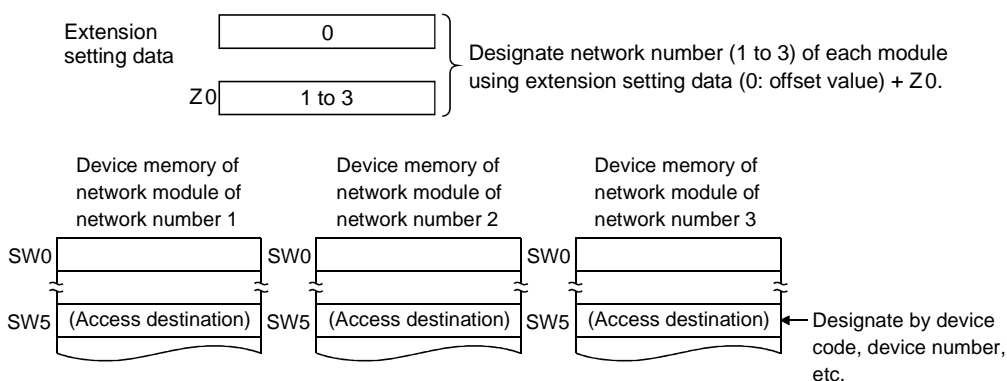 Extension
setting data
0
Z0
1 to 3
Designate network number (1 to 3) of each module
using extension setting data (0: offset value) + Z0.
Device memory of
network module of
network number 1
Device memory of
network module of
network number 2
Device memory of
network module of
network number 3
SW0
SW0
SW0
SW5
(Access destination)
SW5
(Access destination)
SW5
(Access destination)
Designate by device
code, device number,
etc.